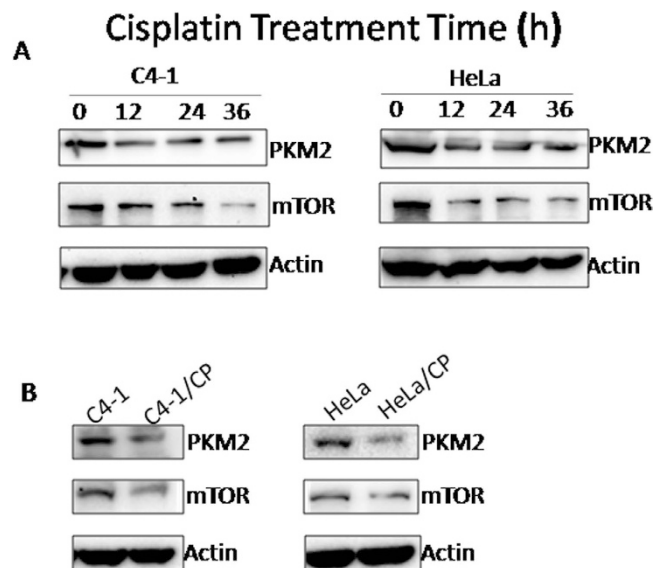 Cisplatin Treatment Time (h)
A
C4-1
0 12 24 36
PKM2
mTOR
Actin
HeLa
0 12 24 36
PKM2
mTOR
Actin
B
C4-1 C4-1/CP
PKM2
mTOR
Actin
HeLa HeLa/CP
PKM2
mTOR
Actin